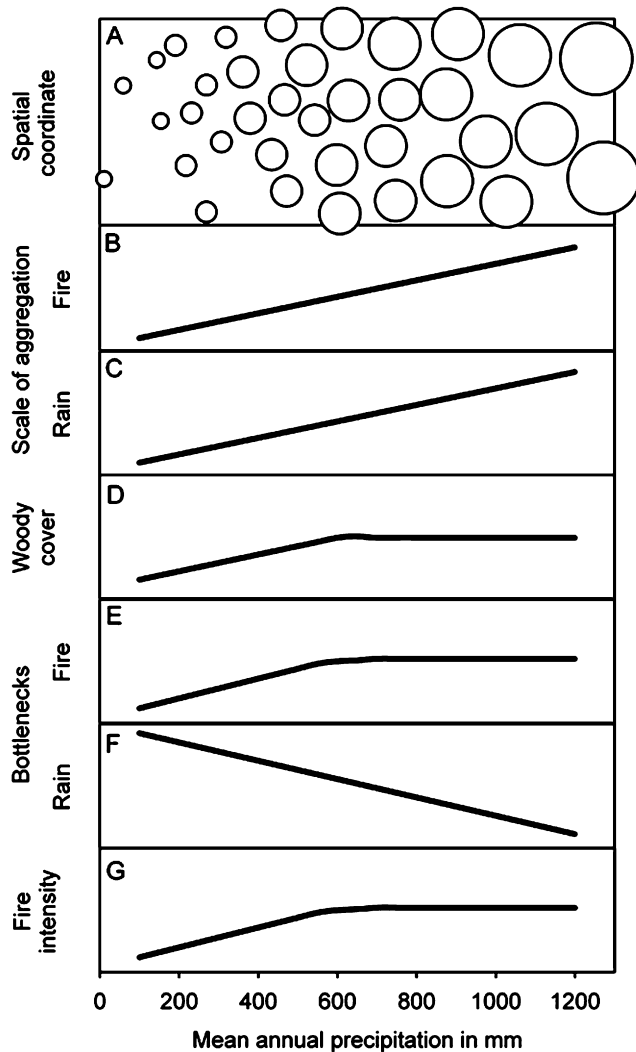 A
Spatial
coordinate
B
Fire
Scale of aggregation
C
Rain
D
Woody
cover
E
Fire
Bottlenecks
F
Rain
G
Fire
intensity
0 200 400 600 800 1000 1200
Mean annual precipitation in mm